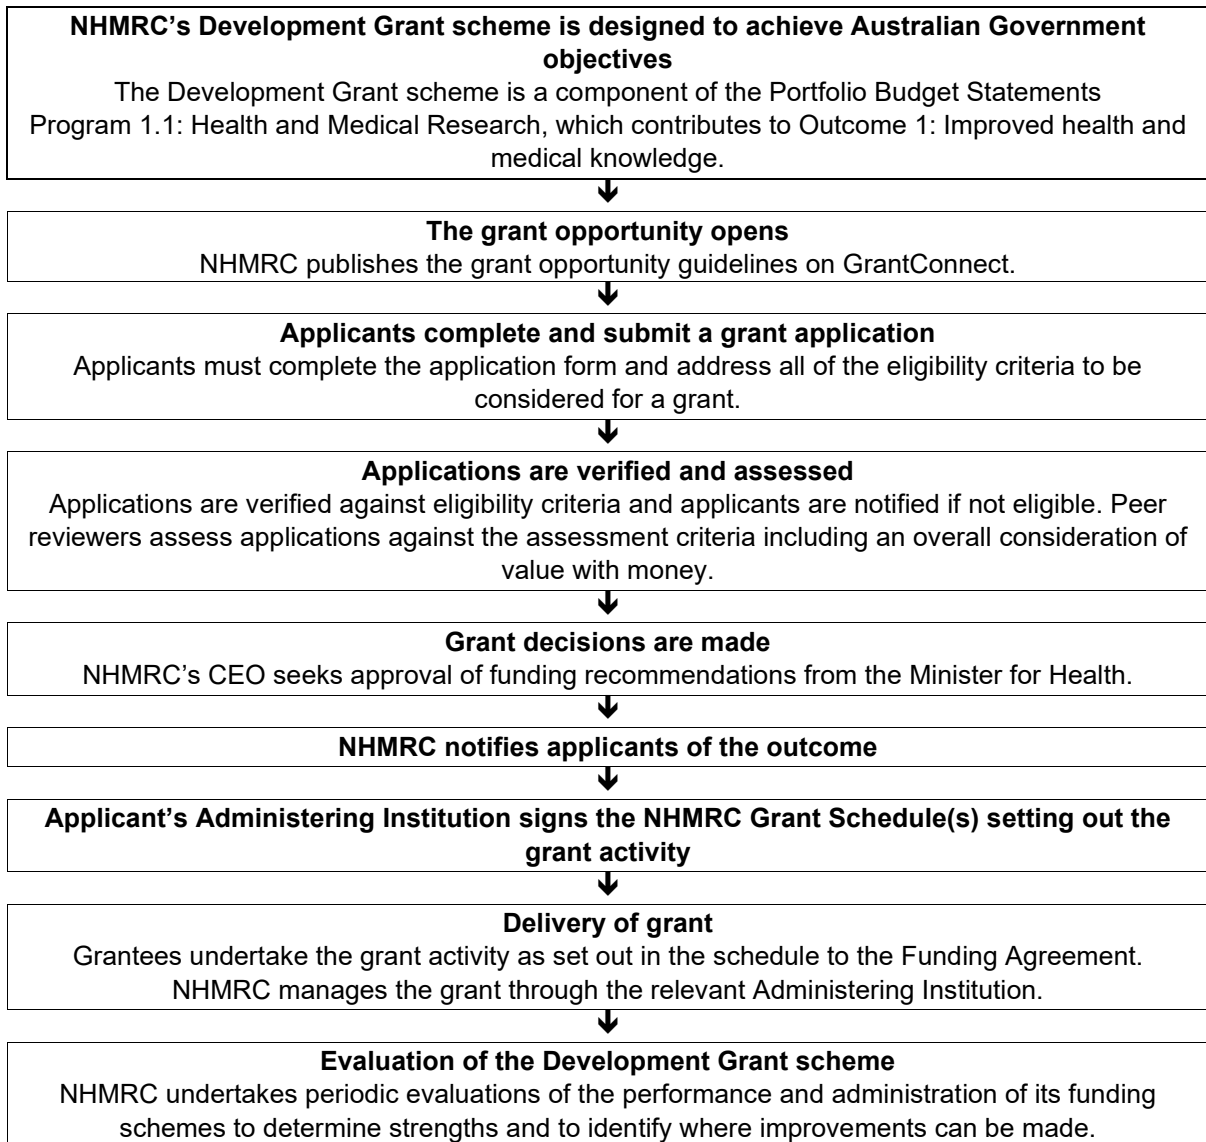 NHMRC’s Development Grant scheme is designed to achieve Australian Government
objectives
The Development Grant scheme is a component of the Portfolio Budget Statements
Program 1.1: Health and Medical Research, which contributes to Outcome 1: Improved health and
medical knowledge.
The grant opportunity opens
NHMRC publishes the grant opportunity guidelines on GrantConnect.
Applicants complete and submit a grant application
Applicants must complete the application form and address all of the eligibility criteria to be
considered for a grant.
Applications are verified and assessed
Applications are verified against eligibility criteria and applicants are notified if not eligible. Peer
reviewers assess applications against the assessment criteria including an overall consideration of
value with money.
Grant decisions are made
NHMRC’s CEO seeks approval of funding recommendations from the Minister for Health.
NHMRC notifies applicants of the outcome
Applicant’s Administering Institution signs the NHMRC Grant Schedule(s) setting out the
grant activity
Delivery of grant
Grantees undertake the grant activity as set out in the schedule to the Funding Agreement.
NHMRC manages the grant through the relevant Administering Institution.
Evaluation of the Development Grant scheme
NHMRC undertakes periodic evaluations of the performance and administration of its funding
schemes to determine strengths and to identify where improvements can be made.